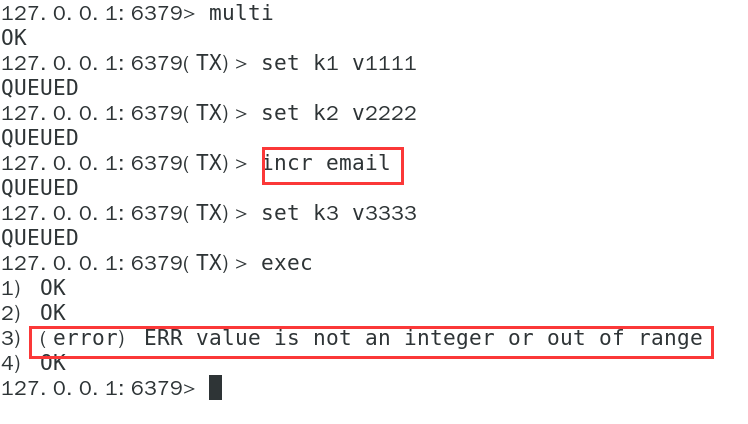 127.0.0.1:6379> multi
OK
127.0.0.1:6379(TX)> set k1 v1111
QUEUED
127.0.0.1:6379(TX)> set k2 v2222
QUEUED
127.0.0.1:6379(TX)> incr email
QUEUED
127.0.0.1:6379(TX)> set k3 v3333
QUEUED
127.0.0.1:6379(TX)> exec
1) OK
2) OK
3) (error) ERR value is not an integer or out of range
4) OK
127.0.0.1:6379>